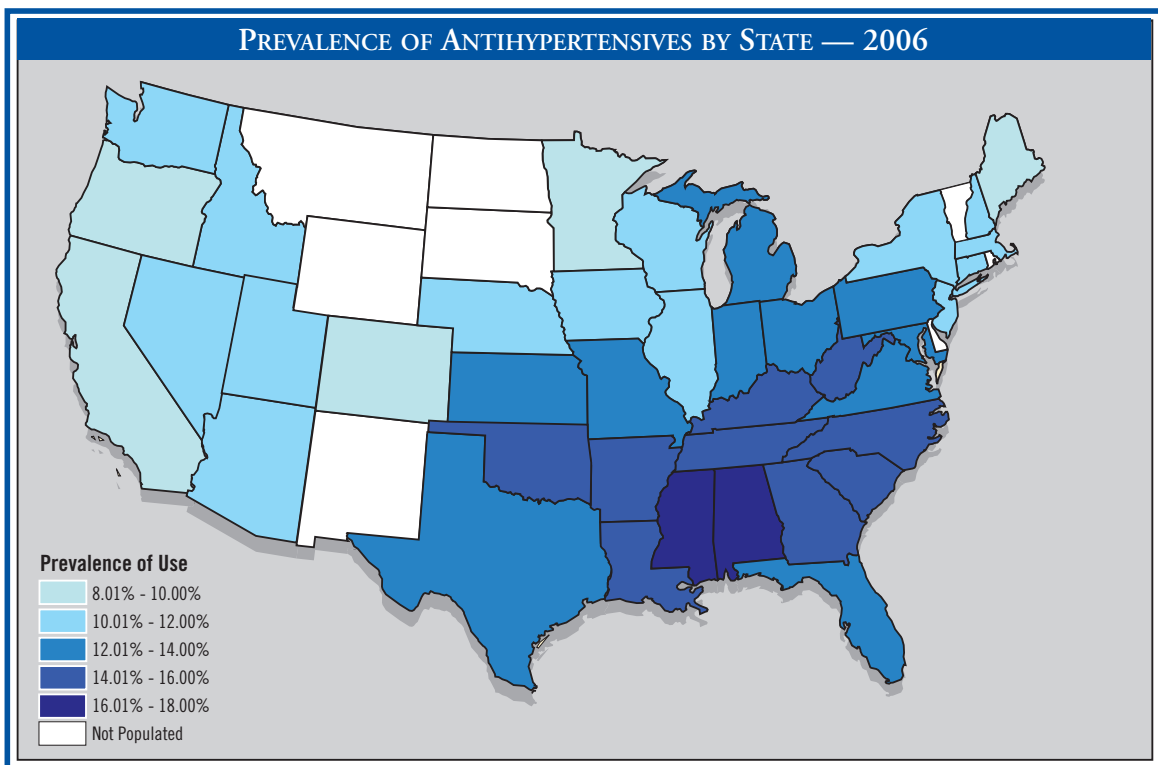 PREVALENCE OF ANTIHYPERTENSIVES BY STATE — 2006
Prevalence of Use
8.01% - 10.00%
10.01% - 12.00%
12.01% - 14.00%
14.01% - 16.00%
16.01% - 18.00%
Not Populated